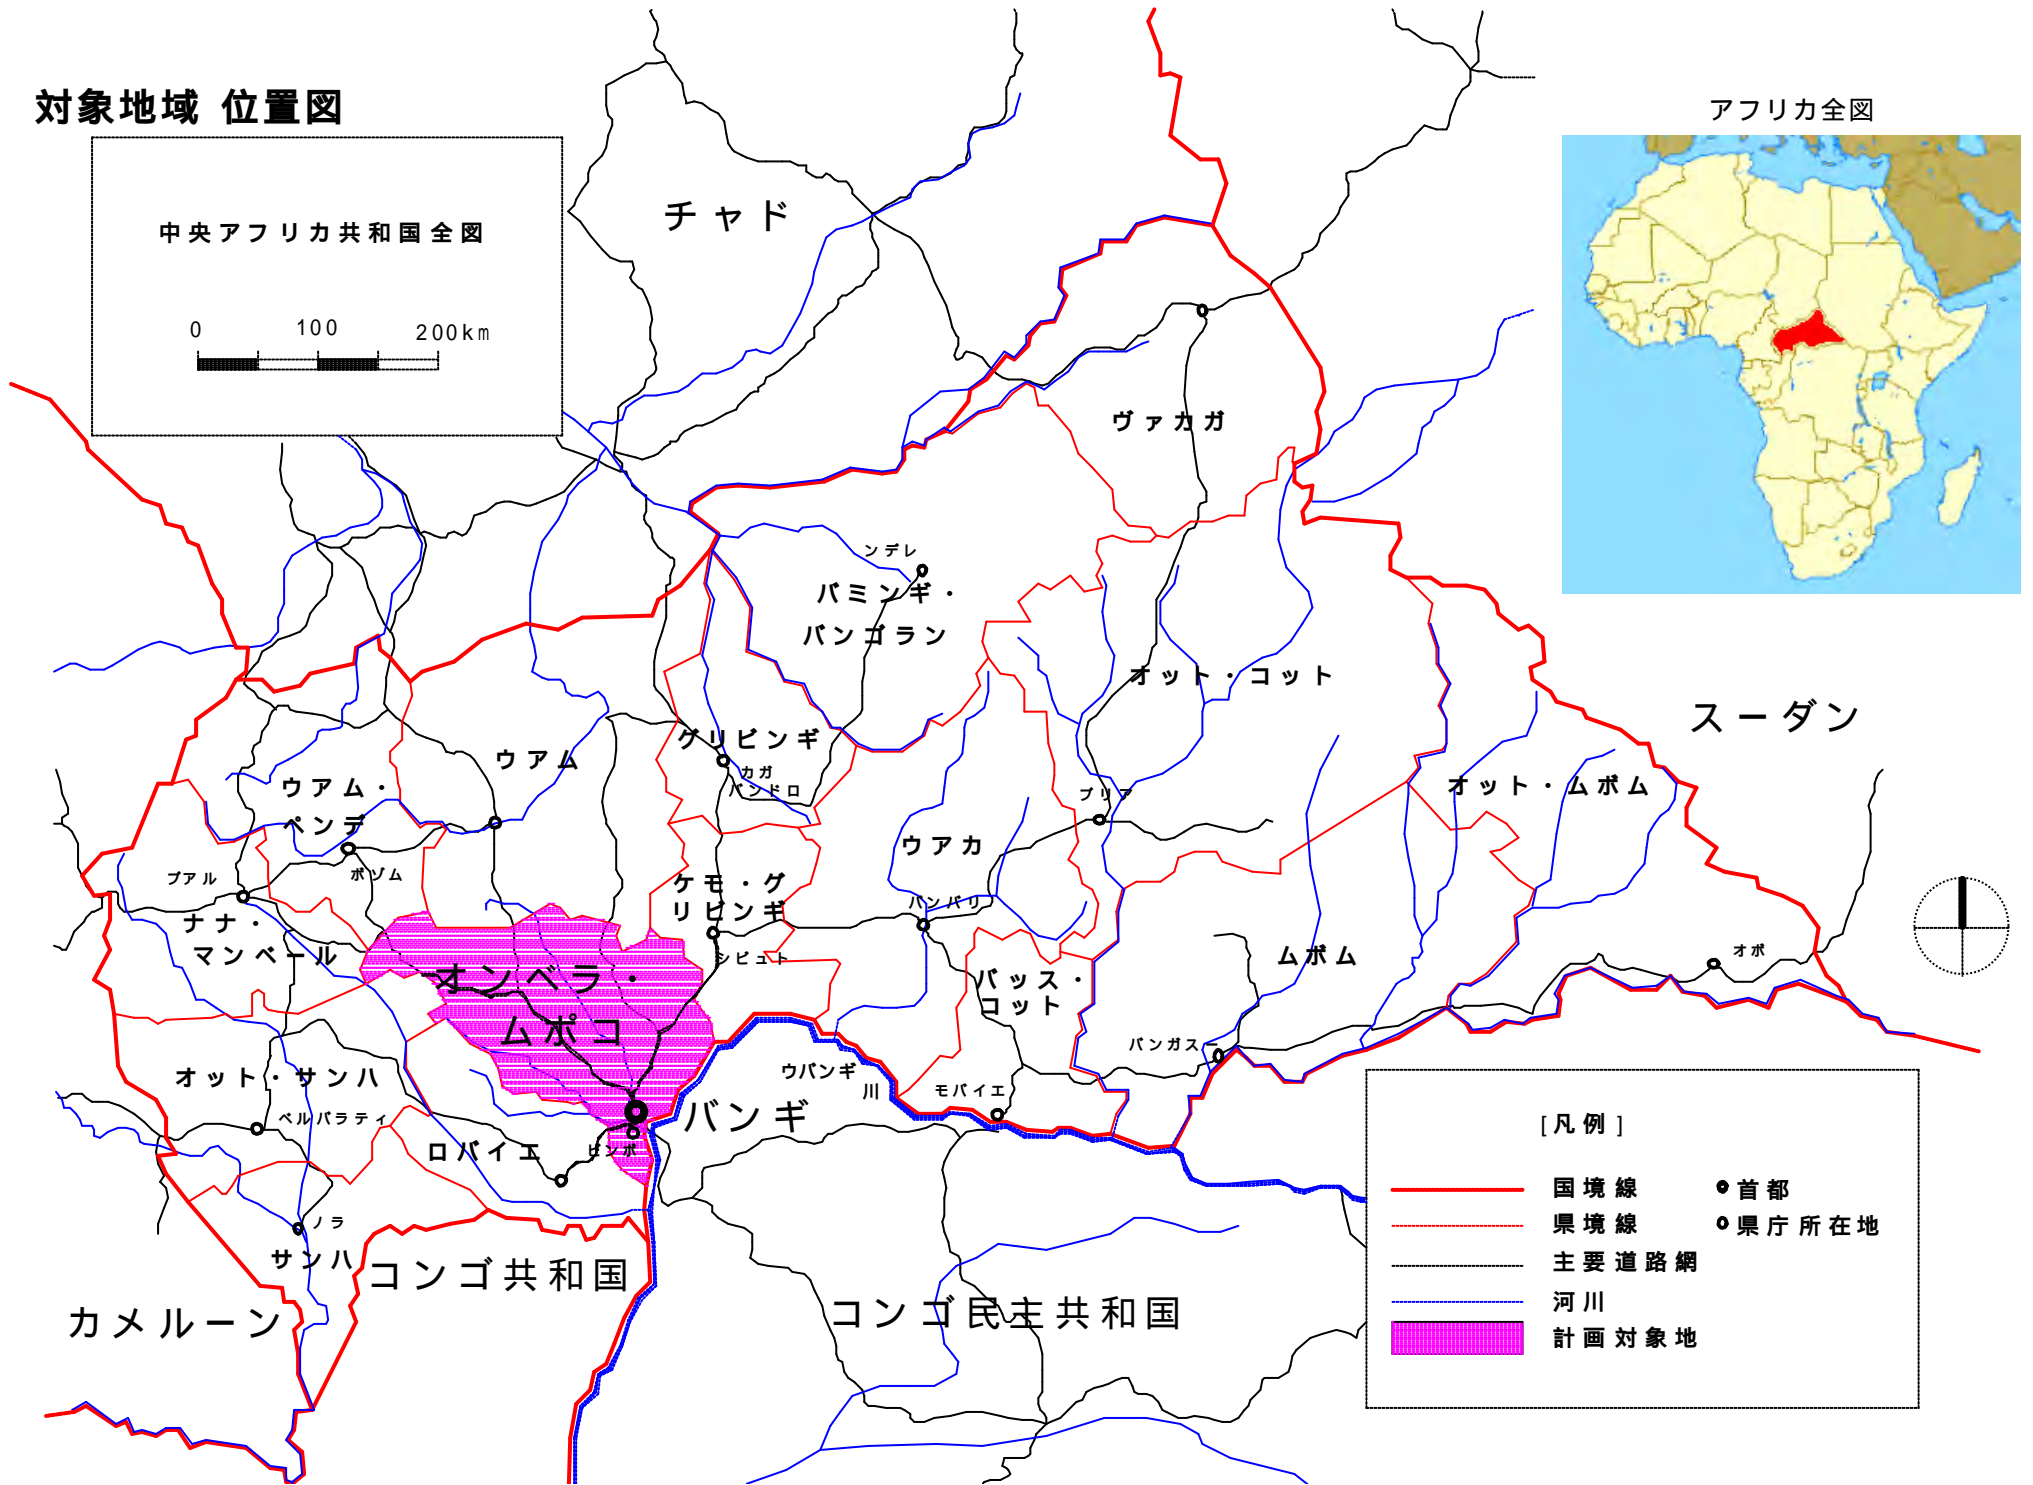 対象地域 位置図
アフリカ全図
中央アフリカ共和国全図
0 100 200km
チャド
ヴァカガ
ンデレ
バミンギ・
バンゴラン
オット・コット
スーダン
グリビンギ
ウアム
カガ
バンドロ
ウアム・
ペンデ
ブリア
オット・ムボム
ウアカ
ボゾム
ブアル
ケモ・グ
リビンギ
バンバリ
ナナ・
マンベール
シビュト
ムボム
オボ
オンベラ・
ムポコ
バッス・
コット
バンガスー
オット・サンハ
ウバンギ
川
モバイエ
バンギ
ベルバラティ
ロバイエ
ビンボ
ノラ
サンハ
コンゴ共和国
カメルーン
コンゴ民主共和国
[凡例]
国境線 首都
県境線 県庁所在地
主要道路網
河川
計画対象地